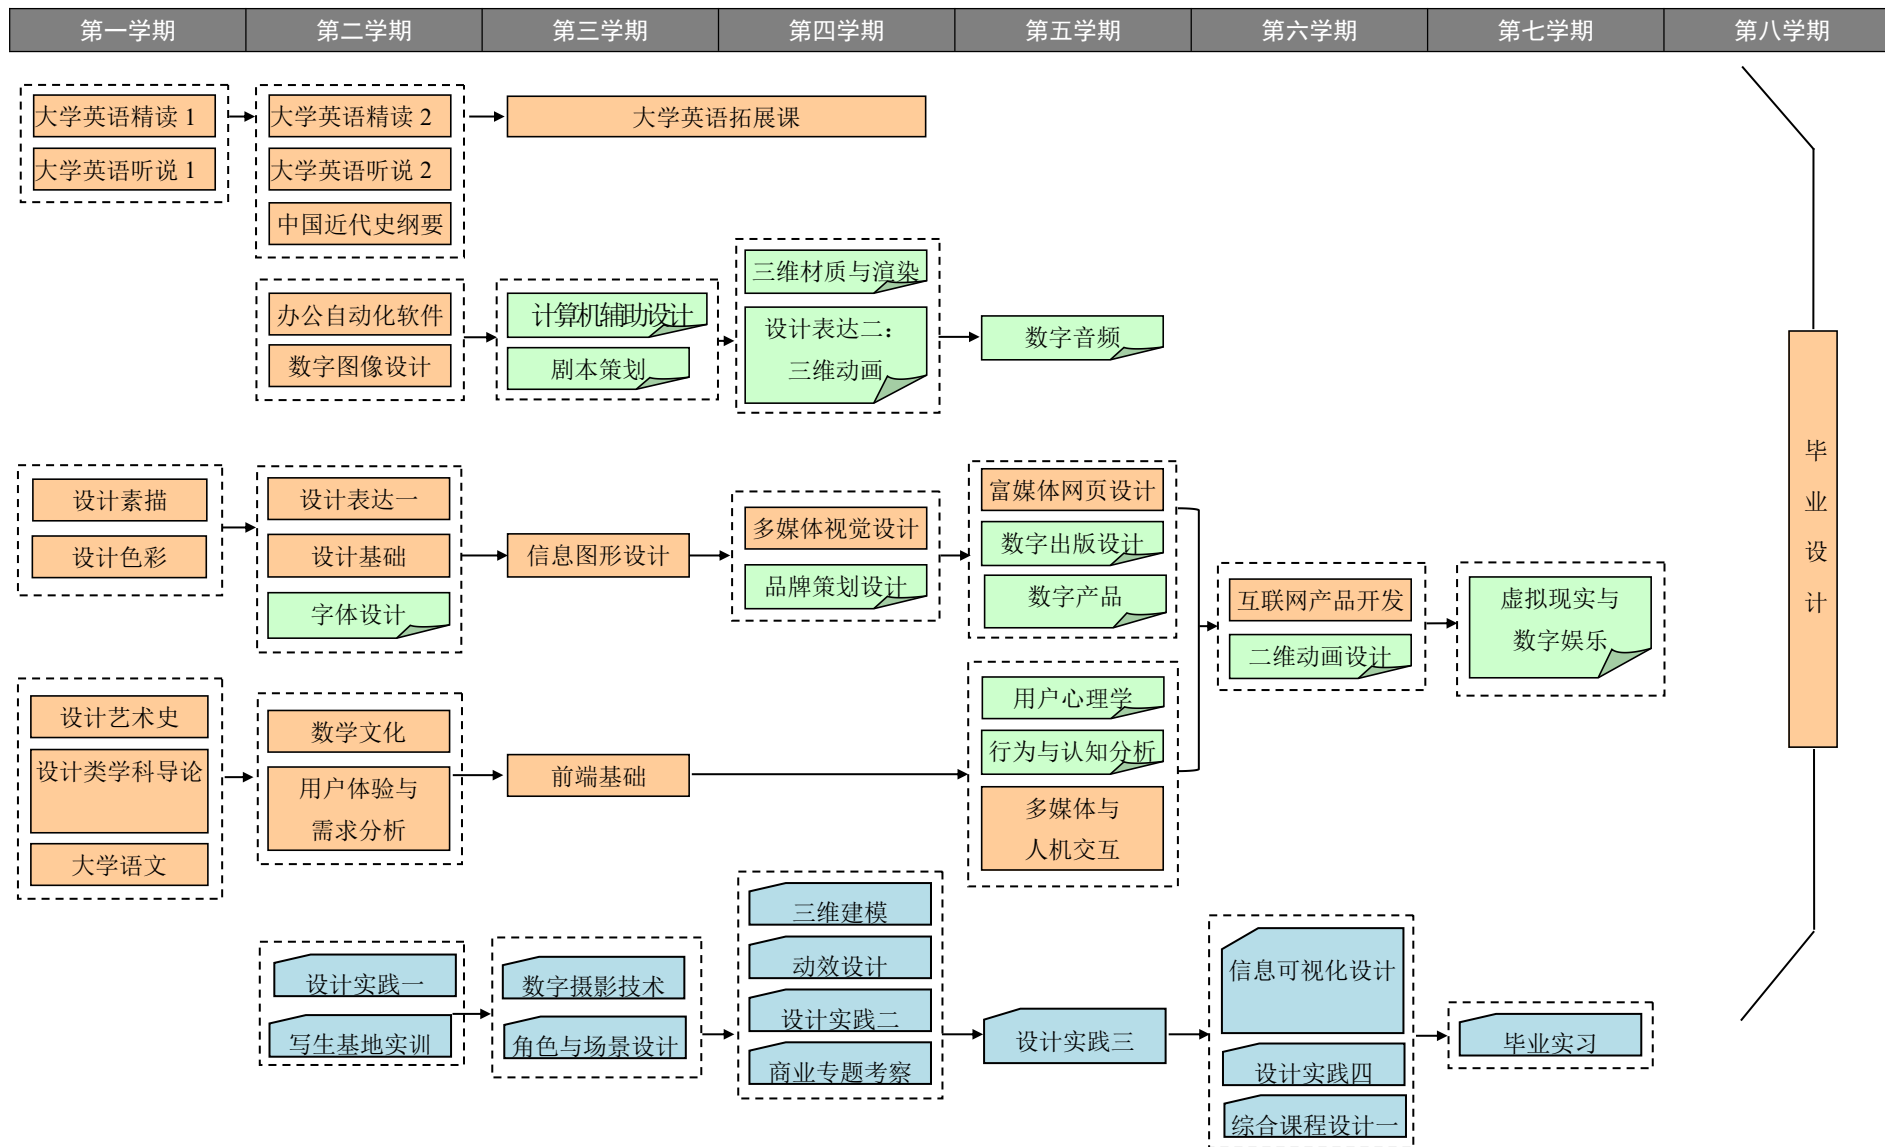 第一学期
第二学期
第三学期
第四学期
第五学期
第六学期
第七学期
第八学期
大学英语精读 1
大学英语听说 1
大学英语精读 2
大学英语听说 2
中国近代史纲要
大学英语拓展课
办公自动化软件
数字图像设计
计算机辅助设计
剧本策划
三维材质与渲染
设计表达二:
三维动画
数字音频
设计素描
设计色彩
设计表达一
设计基础
字体设计
信息图形设计
多媒体视觉设计
品牌策划设计
富媒体网页设计
数字出版设计
数字产品
互联网产品开发
二维动画设计
虚拟现实与
数字娱乐
设计艺术史
设计类学科导论
大学语文
数学文化
用户体验与
需求分析
前端基础
用户心理学
行为与认知分析
多媒体与
人机交互
设计实践一
写生基地实训
数字摄影技术
角色与场景设计
三维建模
动效设计
设计实践二
商业专题考察
设计实践三
信息可视化设计
设计实践四
综合课程设计一
毕业实习
毕
业
设
计